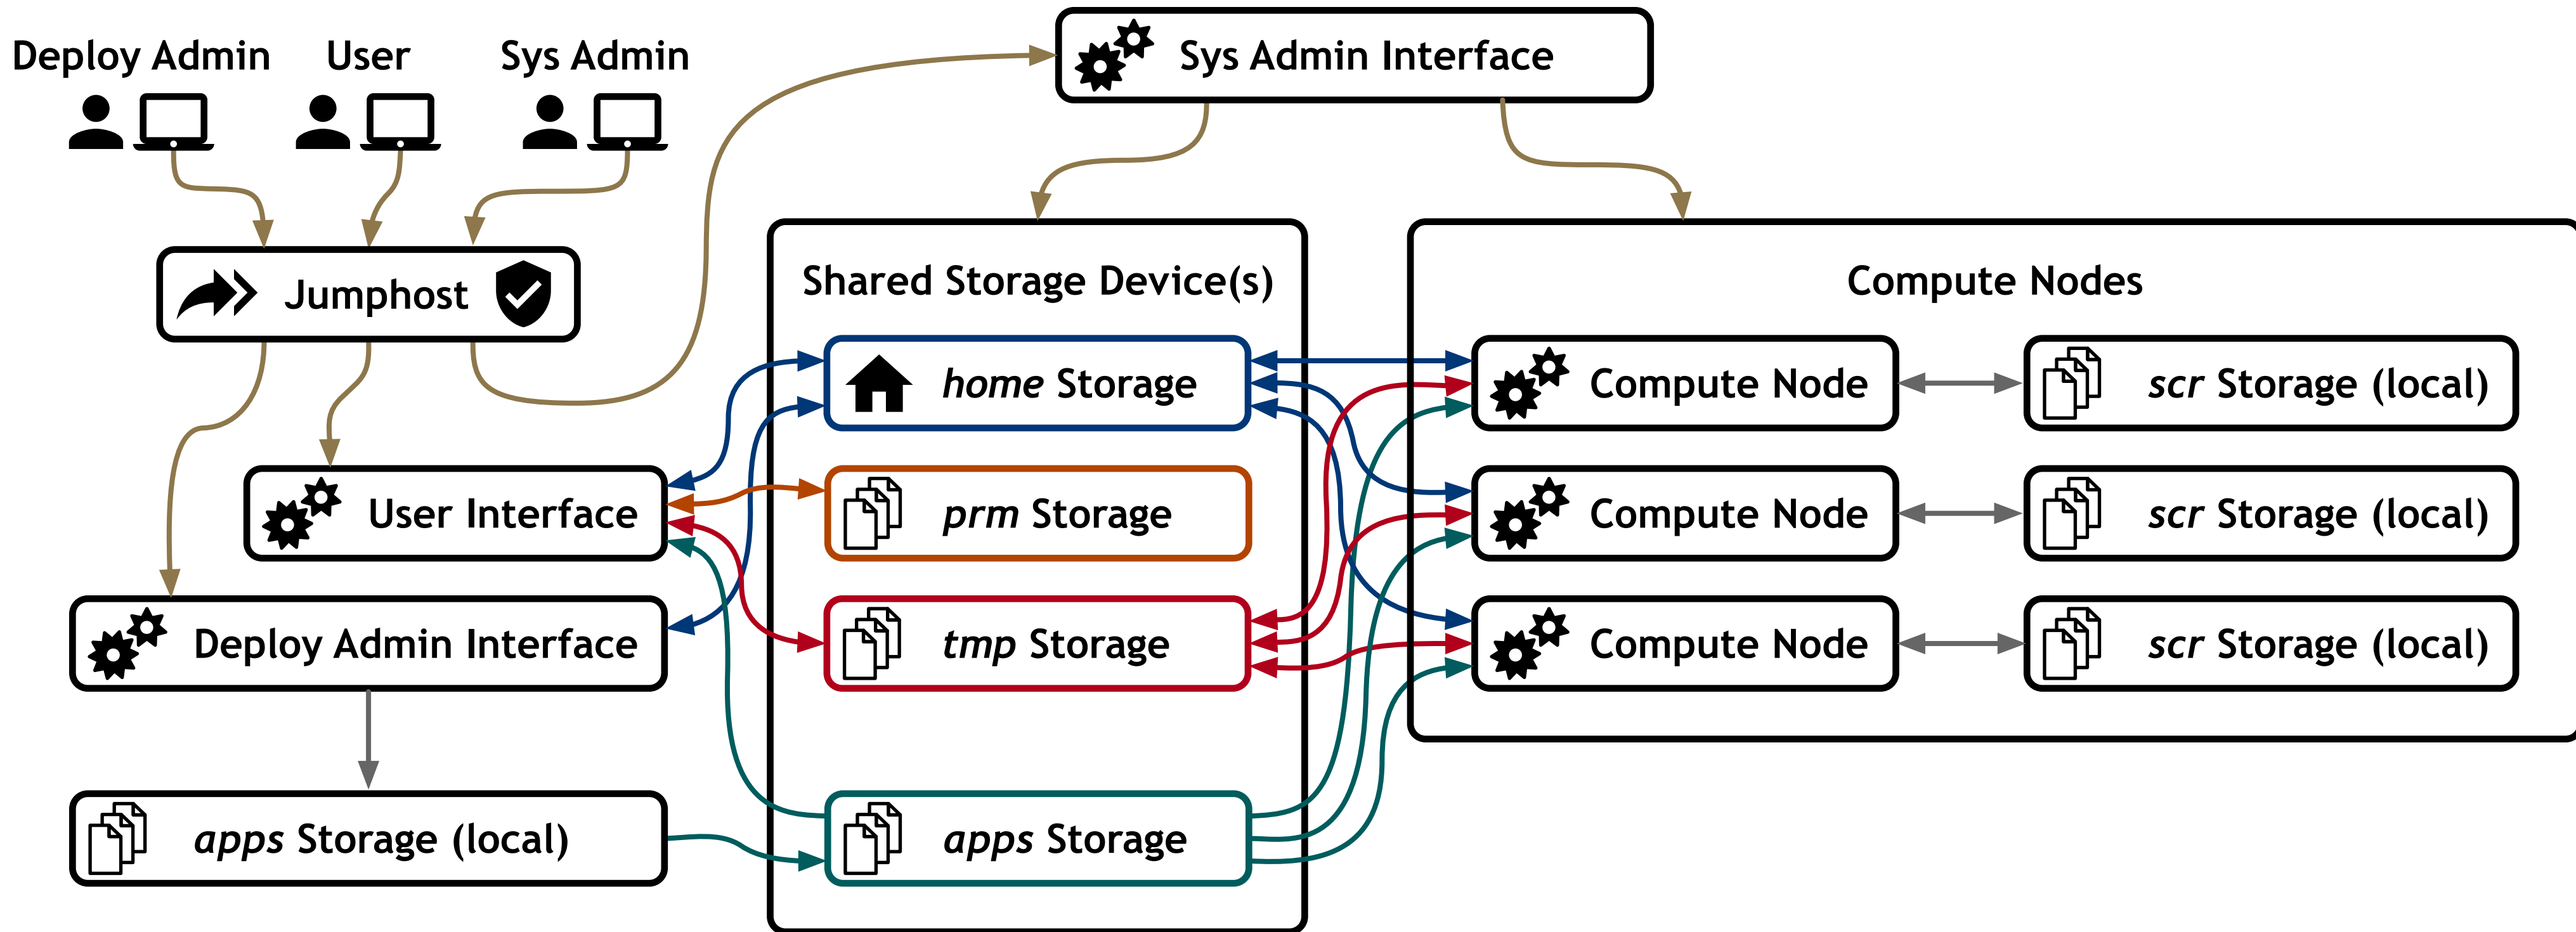 Deploy Admin
User
Sys Admin
Sys Admin Interface
Jumphost
Shared Storage Device(s)
Compute Nodes
home Storage
Compute Node
scr Storage (local)
User Interface
prm Storage
Compute Node
scr Storage (local)
Deploy Admin Interface
tmp Storage
Compute Node
scr Storage (local)
apps Storage (local)
apps Storage